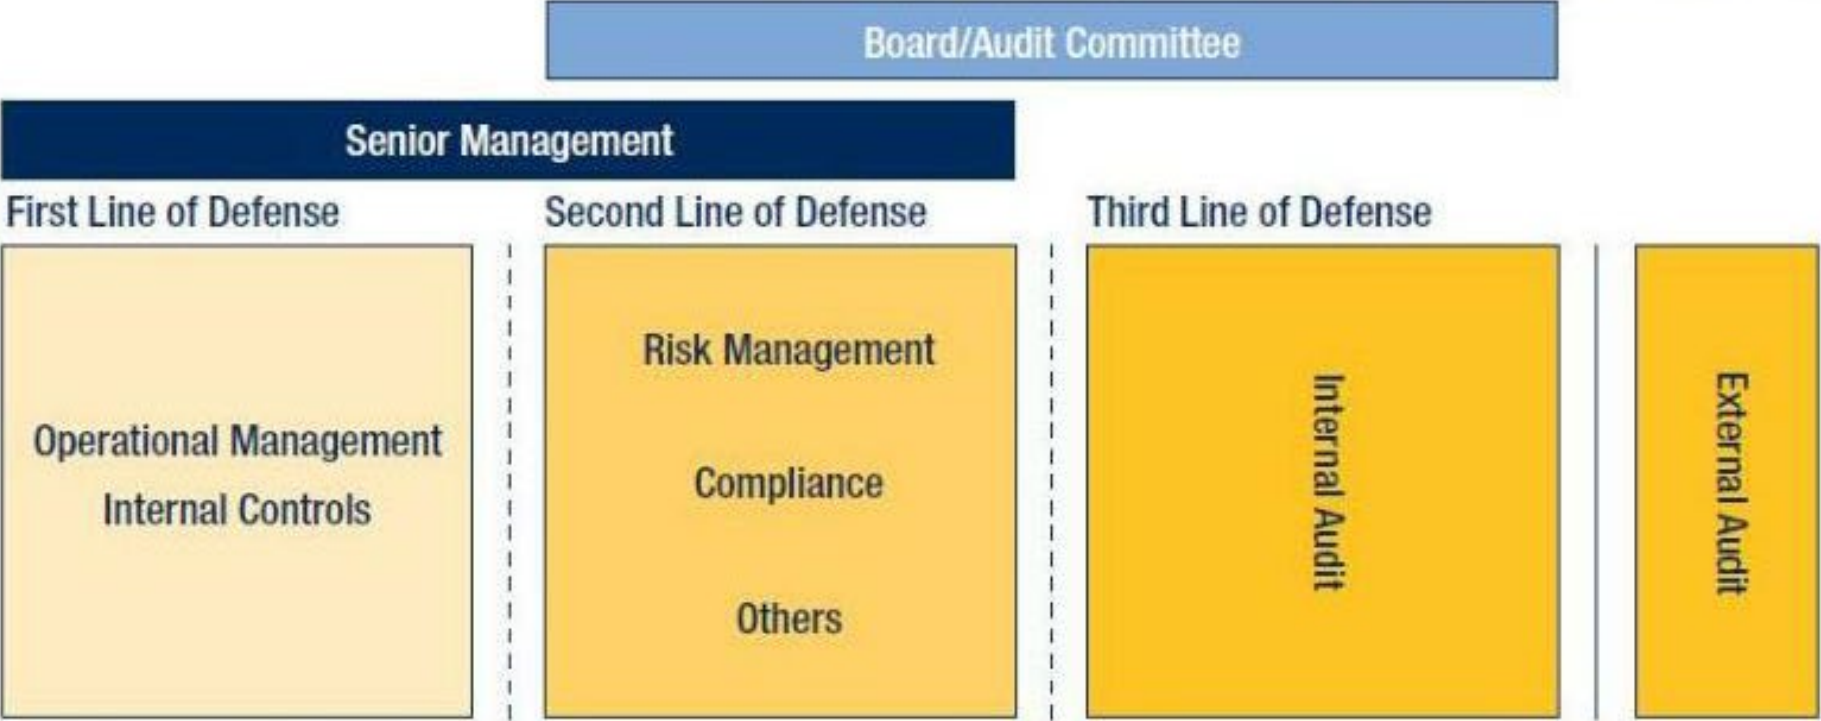 Board/Audit Committee
Senior Management
First Line of Defense
Second Line of Defense
Third Line of Defense
Operational Management
Internal Controls
Risk Management
Compliance
Others
Internal Audit
External Audit